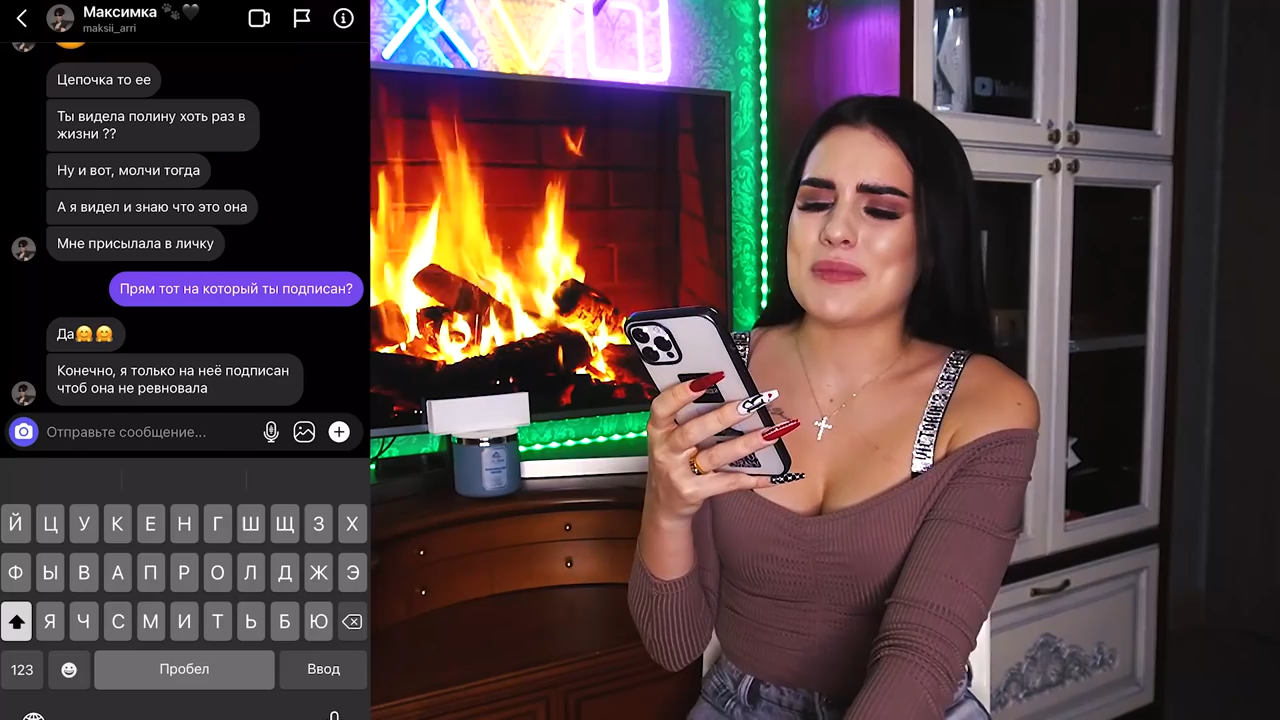 Максимка 🐾🖤
maksii_arri
Цепочка то ее
Ты видела полину хоть раз в
жизни ??
Ну и вот, молчи тогда
А я видел и знаю что это она
Мне присылала в личку
Прям тот на который ты подписан?
Да🤗🤗
Конечно, я только на неё подписан
чтоб она не ревновала
Отправьте сообщение...
Й Ц У К Е Н Г Ш Щ З Х
Ф Ы В А П Р О Л Д Ж Э
Я Ч С М И Т Ь Б Ю
123 Пробел Ввод